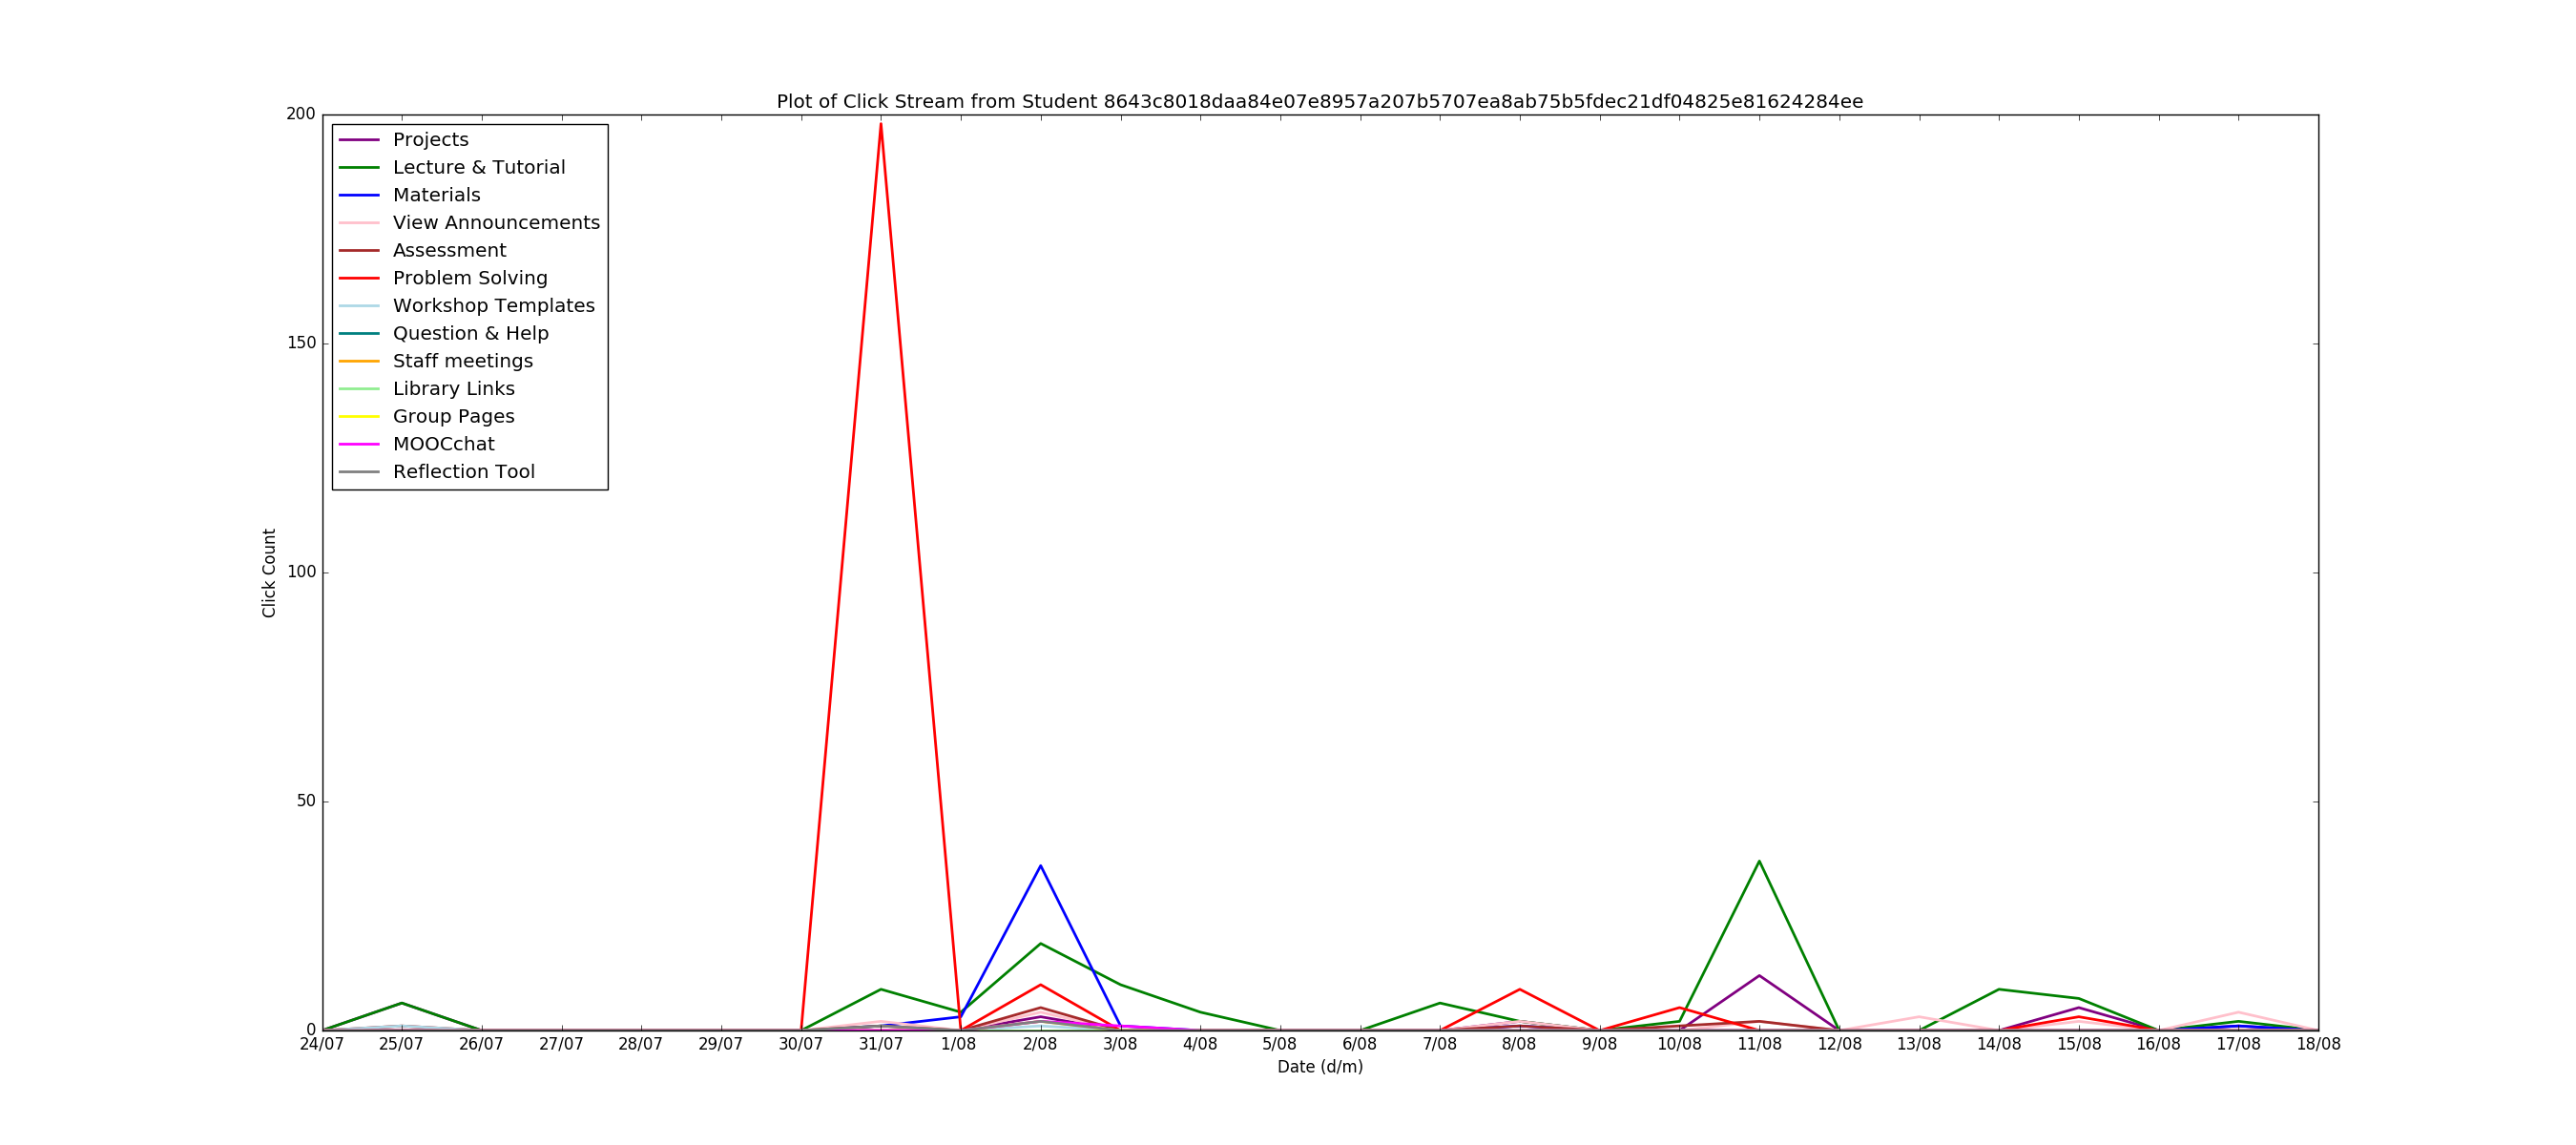 Plot of Click Stream from Student 8643c8018daa84e07e8957a207b5707ea8ab75b5fdec21df04825e81624284ee
200
150
100
50
0
Click Count
Projects
Lecture & Tutorial
Materials
View Announcements
Assessment
Problem Solving
Workshop Templates
Question & Help
Staff meetings
Library Links
Group Pages
MOOCchat
Reflection Tool
24/07 25/07 26/07 27/07 28/07 29/07 30/07 31/07 1/08 2/08 3/08 4/08 5/08 6/08 7/08 8/08 9/08 10/08 11/08 12/08 13/08 14/08 15/08 16/08 17/08 18/08
Date (d/m)